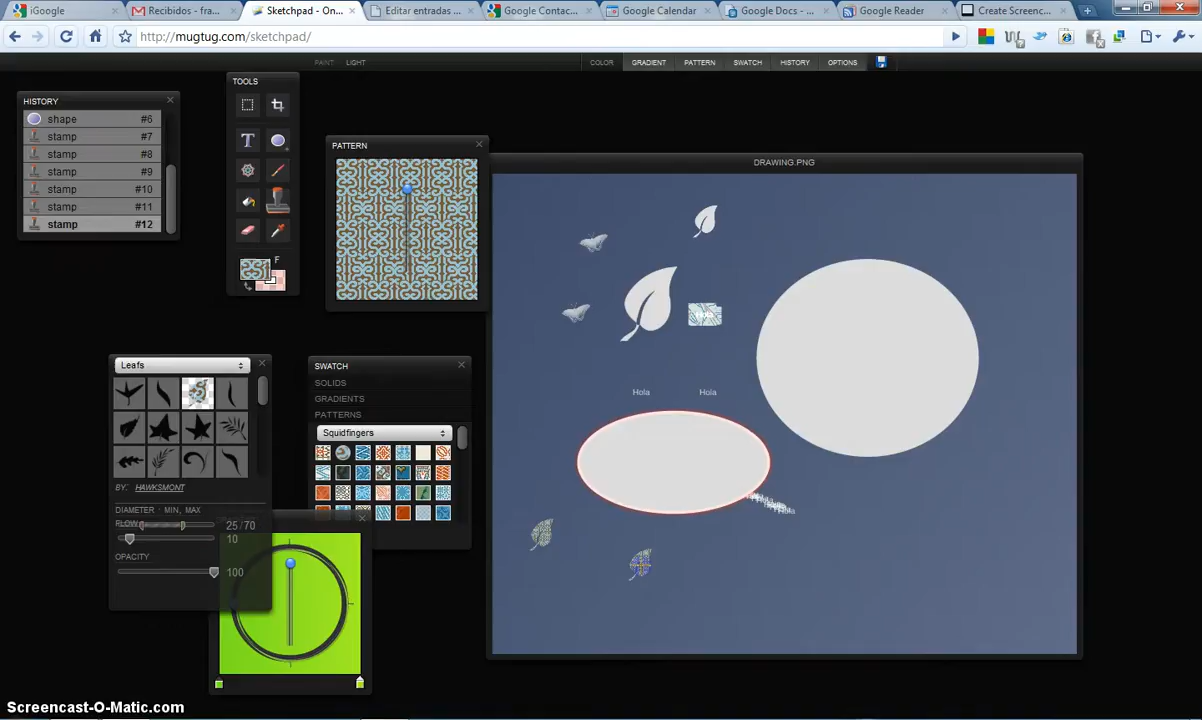 iGoogle
Recibidos - fra...
Sketchpad - On...
Editar entradas ...
Google Contac...
Google Calendar
Google Docs - ...
Google Reader
Create Screenc...
http://mugtug.com/sketchpad/
PAINT LIGHT
COLOR GRADIENT PATTERN SWATCH HISTORY OPTIONS
TOOLS
HISTORY
shape #6
stamp #7
stamp #8
stamp #9
stamp #10
stamp #11
stamp #12
T
F
PATTERN
DRAWING.PNG
Hola Hola
Leafs
BY: HAWKSMONT
DIAMETER · MIN, MAX
25/70
FLOW
10
OPACITY
100
SWATCH
SOLIDS
GRADIENTS
PATTERNS
Squidfingers
Screencast-O-Matic.com